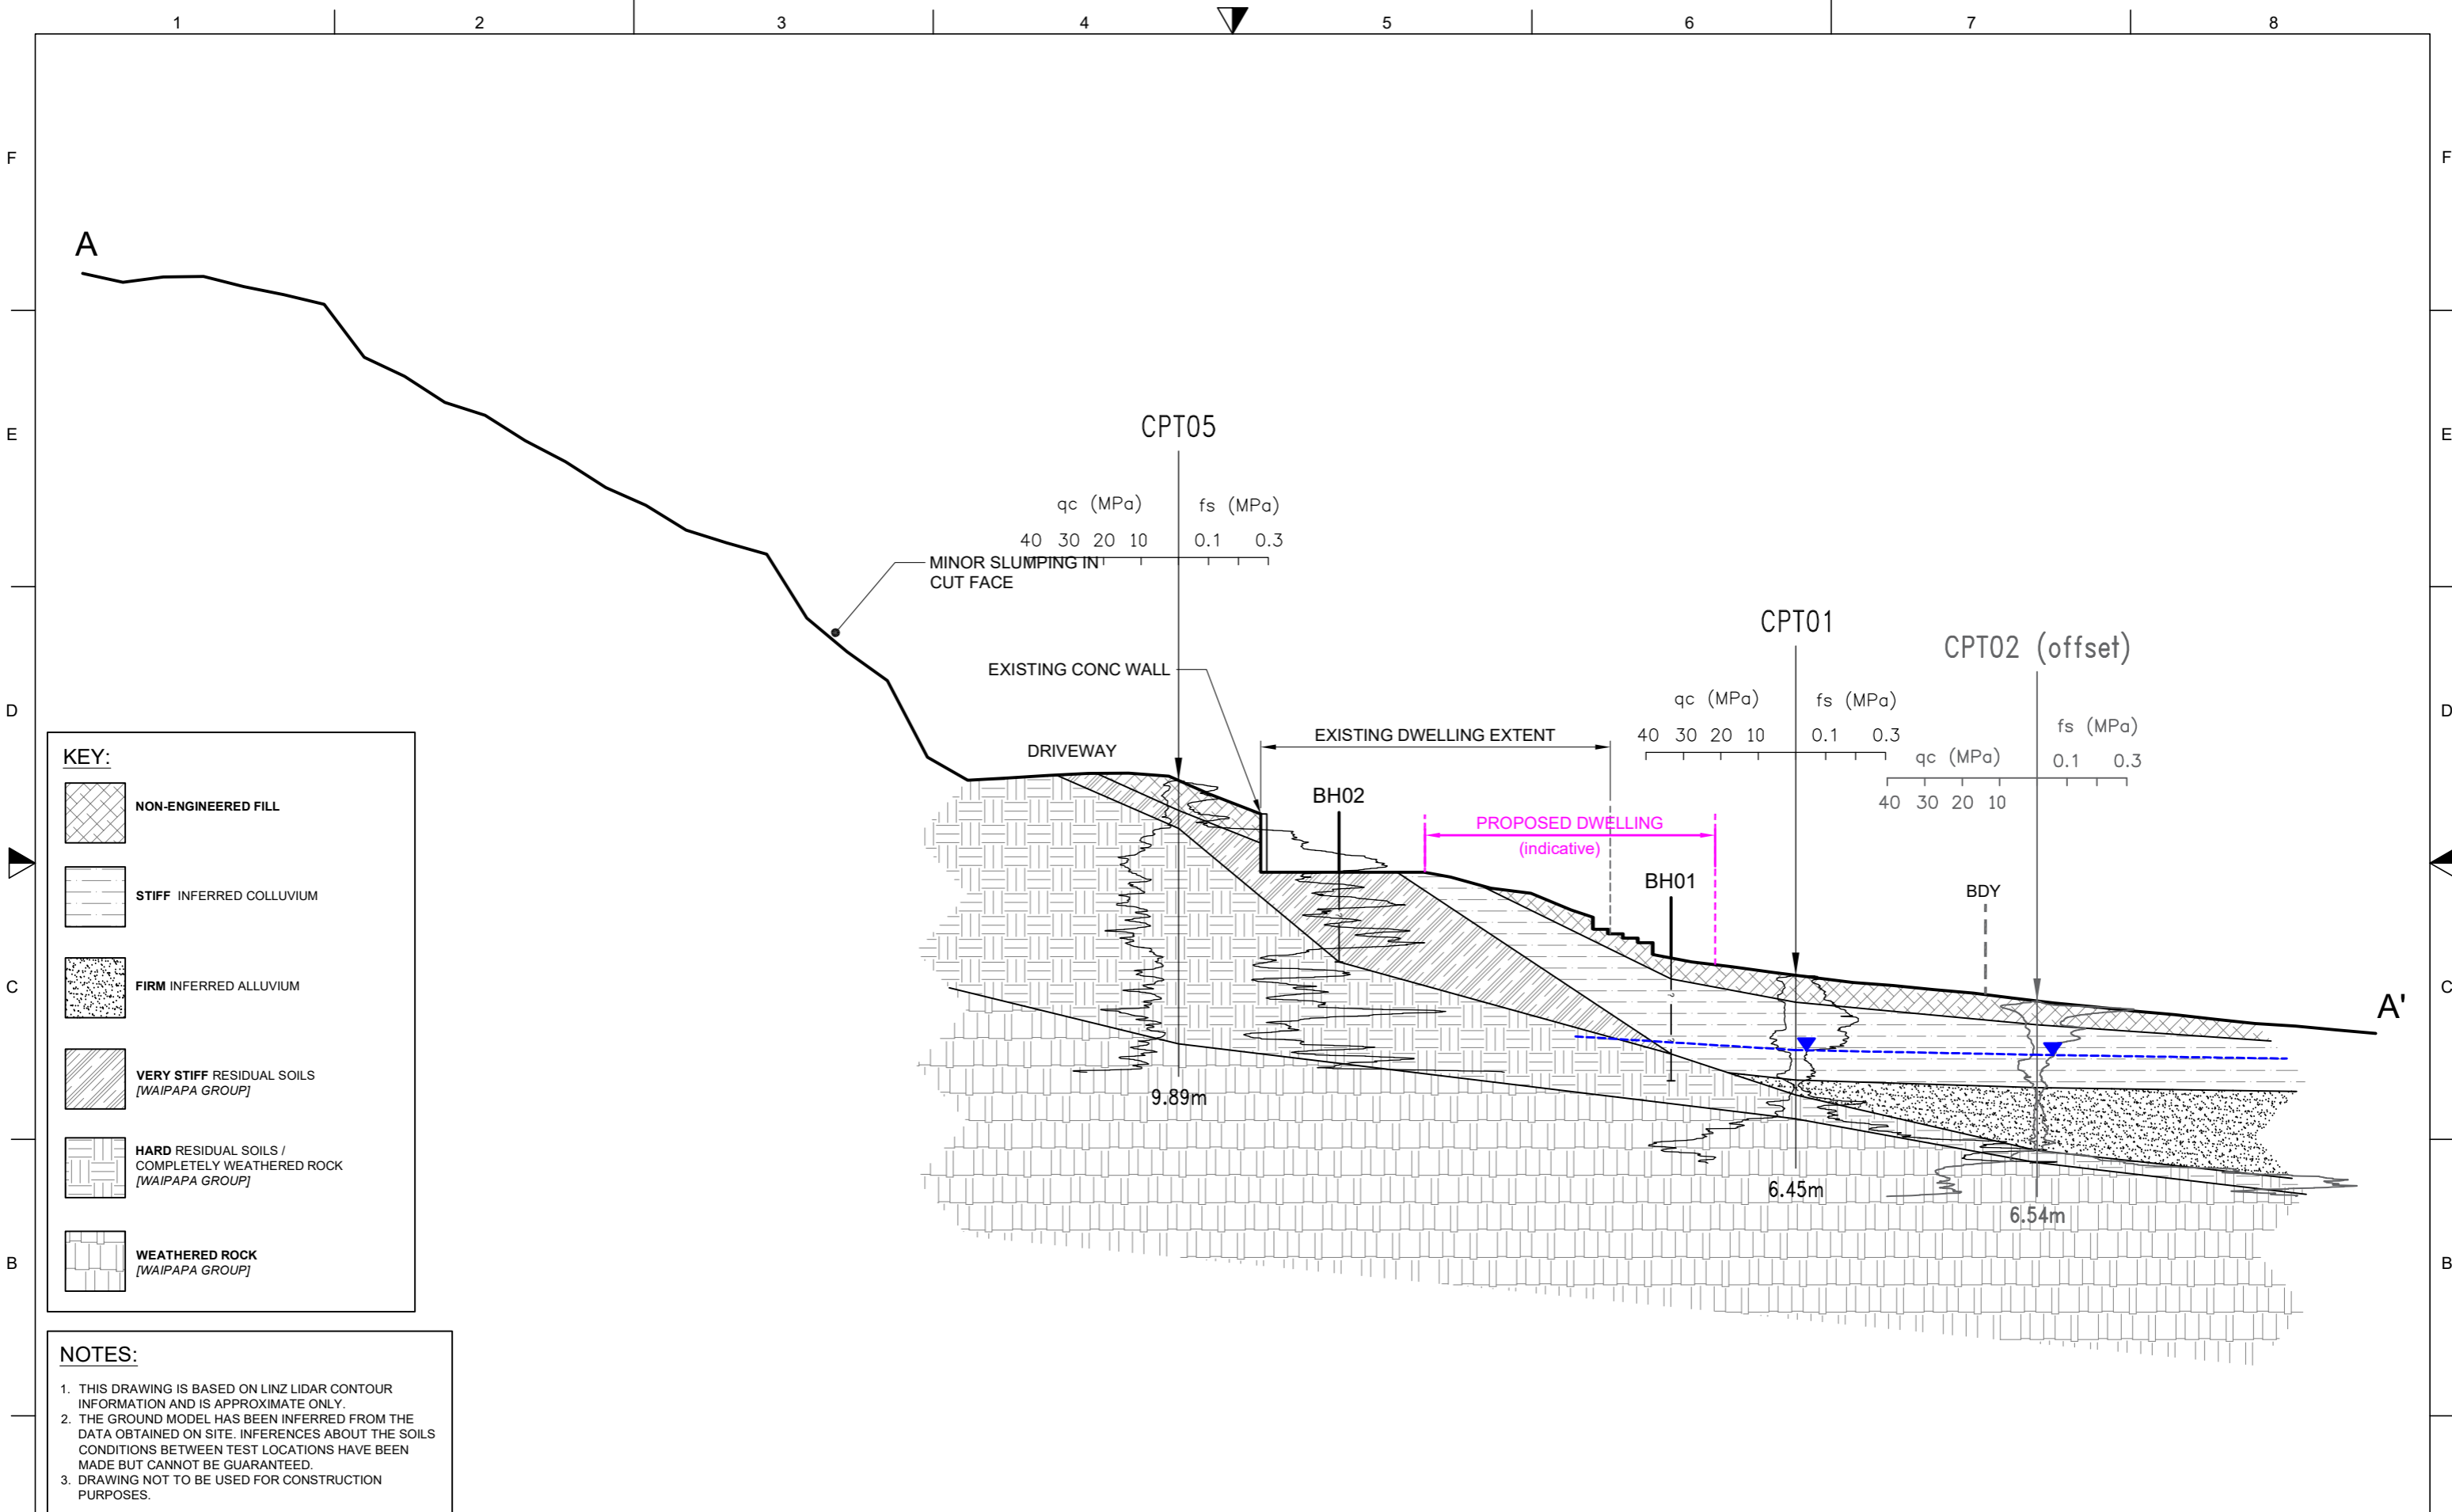 1 2 3 4 5 6 7 8
F F
A
E E
CPT05
qc (MPa) fs (MPa)
40 30 20 10 0.1 0.3
MINOR SLUMPING IN
CUT FACE
CPT01
CPT02 (offset)
EXISTING CONC WALL
qc (MPa) fs (MPa)
40 30 20 10 0.1 0.3
D D
fs (MPa)
qc (MPa) 0.1 0.3
40 30 20 10
EXISTING DWELLING EXTENT
DRIVEWAY
BH02
PROPOSED DWELLING
(indicative)
BH01
BDY
C C
A'
9.89m
6.45m
6.54m
B B
KEY:
NON-ENGINEERED FILL
STIFF INFERRED COLLUVIUM
FIRM INFERRED ALLUVIUM
VERY STIFF RESIDUAL SOILS
[WAIPAPA GROUP]
HARD RESIDUAL SOILS /
COMPLETELY WEATHERED ROCK
[WAIPAPA GROUP]
WEATHERED ROCK
[WAIPAPA GROUP]
NOTES:
1. THIS DRAWING IS BASED ON LINZ LIDAR CONTOUR
INFORMATION AND IS APPROXIMATE ONLY.
2. THE GROUND MODEL HAS BEEN INFERRED FROM THE
DATA OBTAINED ON SITE. INFERENCES ABOUT THE SOILS
CONDITIONS BETWEEN TEST LOCATIONS HAVE BEEN
MADE BUT CANNOT BE GUARANTEED.
3. DRAWING NOT TO BE USED FOR CONSTRUCTION
PURPOSES.